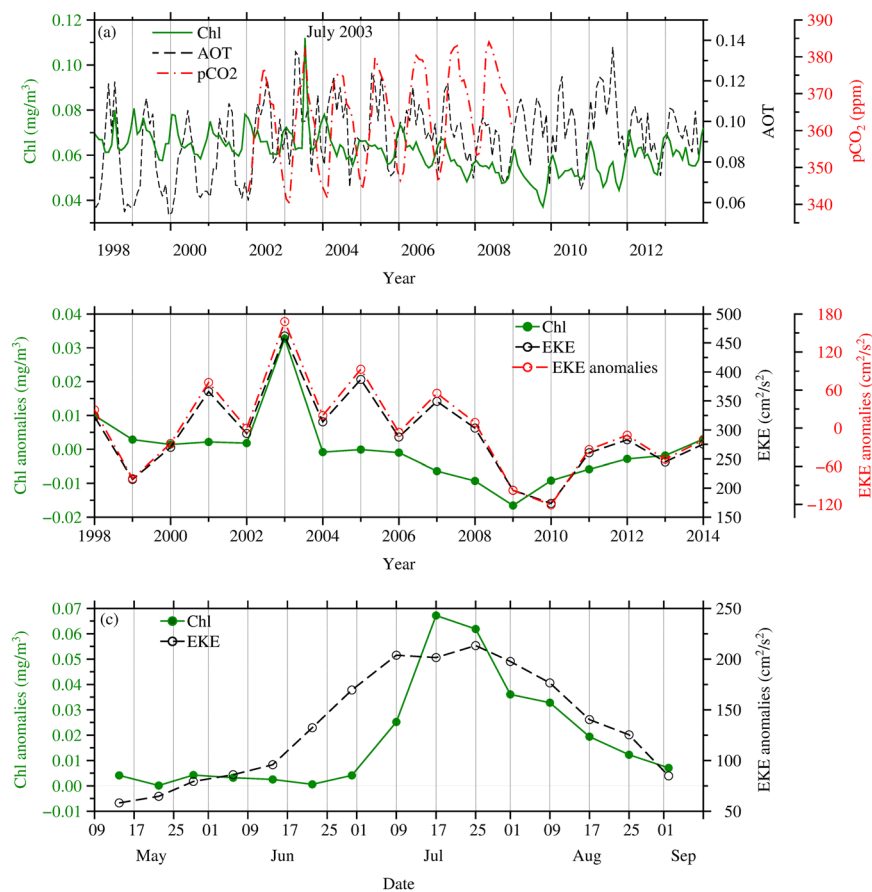 (a)
July 2003
Chl
AOT
pCO2
0.12
0.10
0.08
0.06
0.04
Chl (mg/m³)
0.14
0.12
0.10
0.08
0.06
AOT
390
380
370
360
350
340
pCO₂ (ppm)
1998 2000 2002 2004 2006 2008 2010 2012
Year
Chl
EKE
EKE anomalies
0.04
0.03
0.02
0.01
0.00
−0.01
−0.02
Chl anomalies (mg/m³)
500
450
400
350
300
250
200
150
EKE (cm²/s²)
180
120
60
0
−60
−120
EKE anomalies (cm²/s²)
1998 2000 2002 2004 2006 2008 2010 2012 2014
Year
(c)
Chl
EKE
0.07
0.06
0.05
0.04
0.03
0.02
0.01
0.00
−0.01
Chl anomalies (mg/m³)
250
200
150
100
50
EKE anomalies (cm²/s²)
09 17 25 01 09 17 25 01 09 17 25 01 09 17 25 01
May Jun Jul Aug Sep
Date